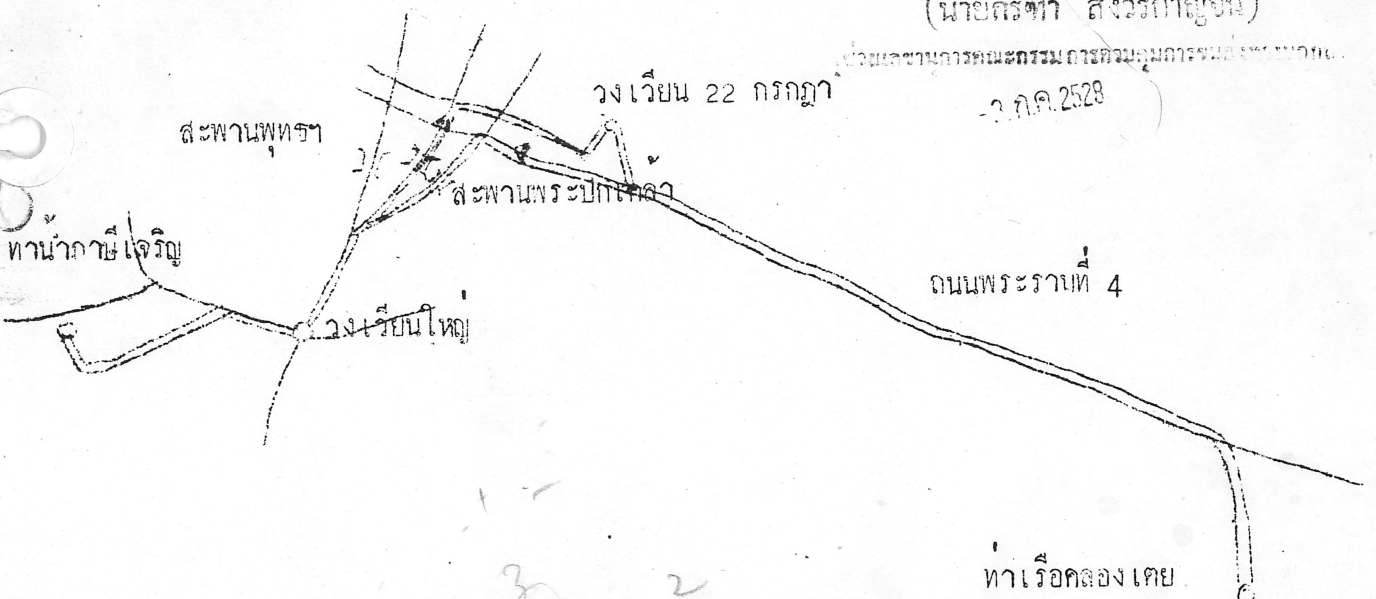 วงเวียน 22 กรกฎา
-3 ก.ค. 2528
สะพานพุทธฯ
สะพานพระปกเกล้า
ท่าน้ำภาษีเจริญ
ถนนพระรามที่ 4
วงเวียนใหญ่
ท่าเรือคลองเตย